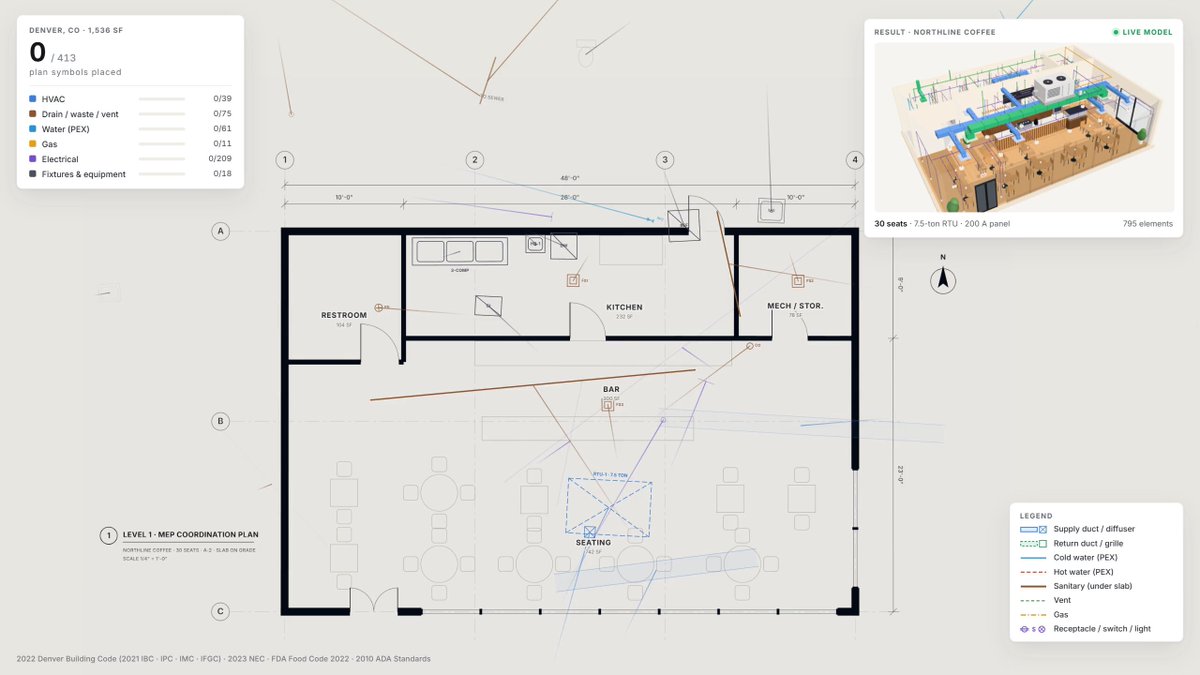 DENVER, CO · 1,536 SF
0 / 413
plan symbols placed
HVAC 0/39
Drain / waste / vent 0/75
Water (PEX) 0/61
Gas 0/11
Electrical 0/209
Fixtures & equipment 0/18
RESULT · NORTHLINE COFFEE
LIVE MODEL
30 seats · 7.5-ton RTU · 200 A panel
795 elements
1
2
3
4
48'-0"
10'-0"
28'-0"
10'-0"
A
B
C
N
9'-0"
23'-0"
3-COMP
RESTROOM
104 SF
KITCHEN
232 SF
MECH / STOR.
78 SF
BAR
300 SF
RTU-1 · 7.5 TON
SEATING
742 SF
1
LEVEL 1 · MEP COORDINATION PLAN
NORTHLINE COFFEE · 30 SEATS · A-2 · SLAB ON GRADE
SCALE 1/4" = 1'-0"
LEGEND
Supply duct / diffuser
Return duct / grille
Cold water (PEX)
Hot water (PEX)
Sanitary (under slab)
Vent
Gas
S Receptacle / switch / light
2022 Denver Building Code (2021 IBC · IPC · IMC · IFGC) · 2023 NEC · FDA Food Code 2022 · 2010 ADA Standards